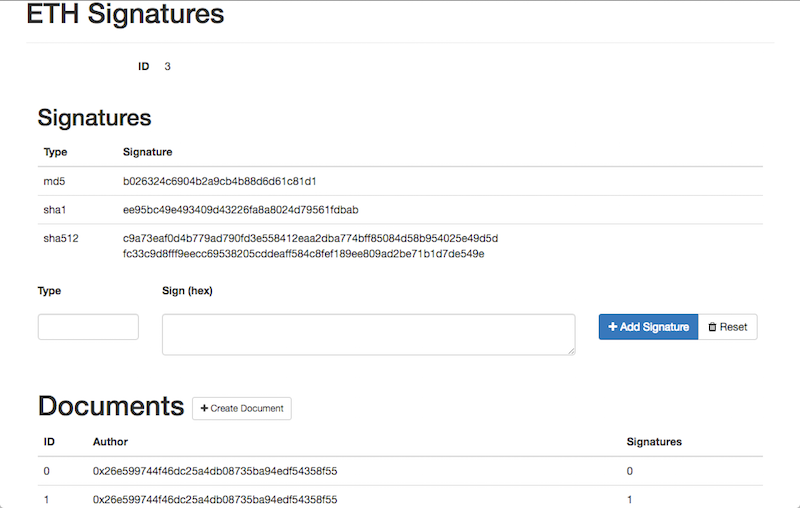 ETH Signatures
ID 3
Signatures
Type Signature
md5 b026324c6904b2a9cb4b88d6d61c81d1
sha1 ee95bc49e493409d43226fa8a8024d79561fdbab
sha512 c9a73eaf0d4b779ad790fd3e558412eaa2dba774bff85084d58b954025e49d5d
fc33c9d8fff9eecc69538205cddeaff584c8fef189ee809ad2be71b1d7de549e
Type Sign (hex)
Add Signature Reset
Documents Create Document
ID Author Signatures
0 0x26e599744f46dc25a4db08735ba94edf54358f55 0
1 0x26e599744f46dc25a4db08735ba94edf54358f55 1